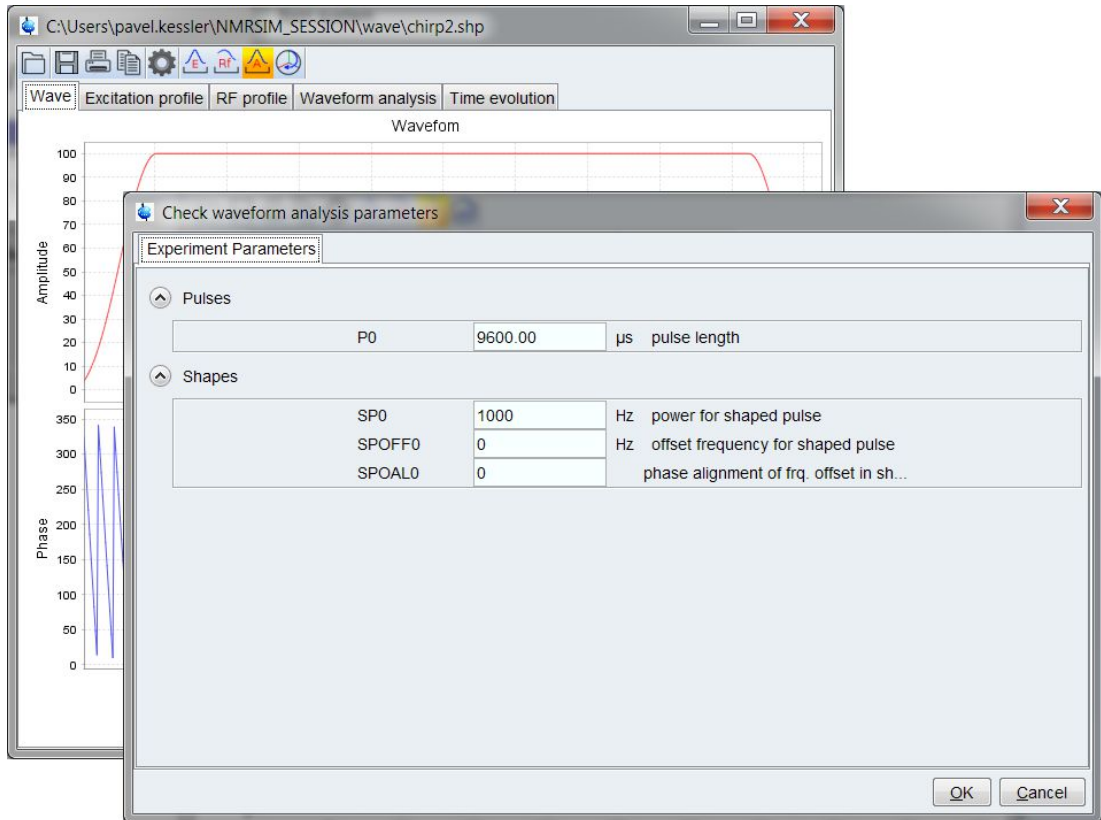 C:\Users\pavel.kessler\NMRSIM_SESSION\wave\chirp2.shp
E Rf A
Wave Excitation profile RF profile Waveform analysis Time evolution
Wavefom
100
90
80
70
60
50
40
30
20
10
0
Amplitude
350
300
250
200
150
100
50
0
Phase
Check waveform analysis parameters
Experiment Parameters
Pulses
P0 9600.00 µs pulse length
Shapes
SP0 1000 Hz power for shaped pulse
SPOFF0 0 Hz offset frequency for shaped pulse
SPOAL0 0 phase alignment of frq. offset in sh...
OK Cancel